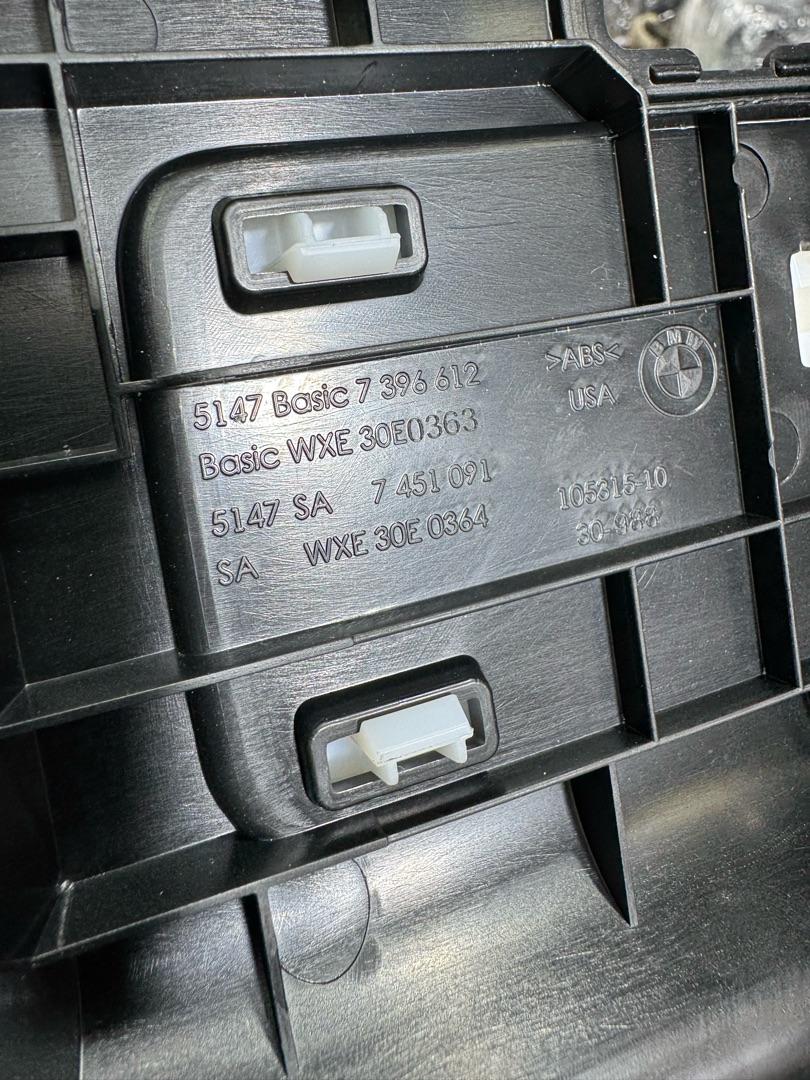 5147 Basic 7 396 612
Basic WXE 30E0363
5147 SA 7 451 091
SA WXE 30E 0364
>ABS<
USA
BMW
105315-10